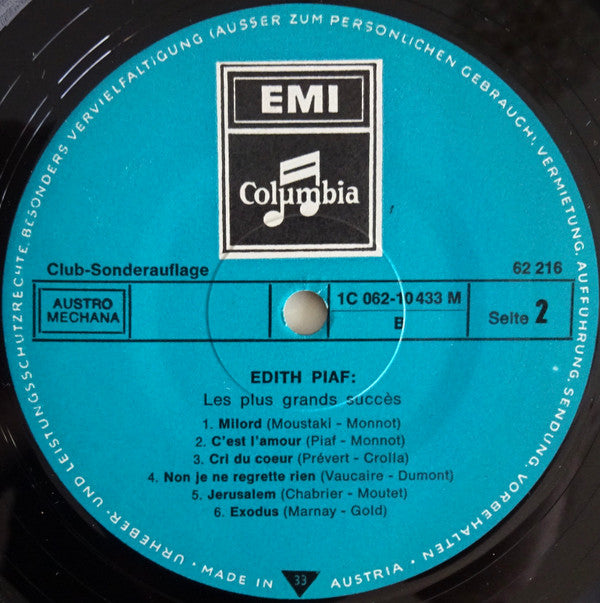 URHEBER- UND LEISTUNGSSCHUTZRECHTE, BESONDERS VERVIELFÄLTIGUNG (AUSSER ZUM PERSÖNLICHEN GEBRAUCH), VERMIETUNG, AUFFÜHRUNG, SENDUNG, VORBEHALTEN •
EMI
Columbia
Club-Sonderauflage
62 216
AUSTRO
MECHANA
1C 062-10 433 M
B
Seite 2
EDITH PIAF:
Les plus grands succès
1. Milord (Moustaki - Monnot)
2. C'est l'amour (Piaf - Monnot)
3. Cri du coeur (Prévert - Crolla)
4. Non je ne regrette rien (Vaucaire - Dumont)
5. Jerusalem (Chabrier - Moutet)
6. Exodus (Marnay - Gold)
• MADE IN 33 AUSTRIA •